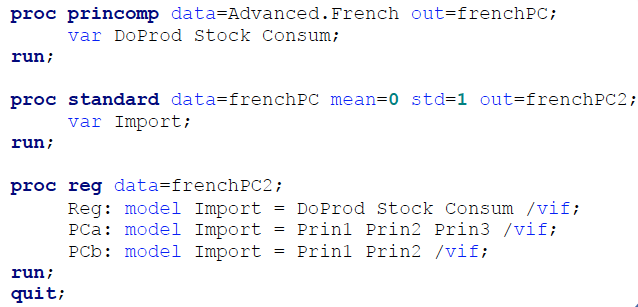 proc princomp data=Advanced.French out=frenchPC;
var DoProd Stock Consum;
run;
proc standard data=frenchPC mean=0 std=1 out=frenchPC2;
var Import;
run;
proc reg data=frenchPC2;
Reg: model Import = DoProd Stock Consum /vif;
PCa: model Import = Prin1 Prin2 Prin3 /vif;
PCb: model Import = Prin1 Prin2 /vif;
run;
quit;